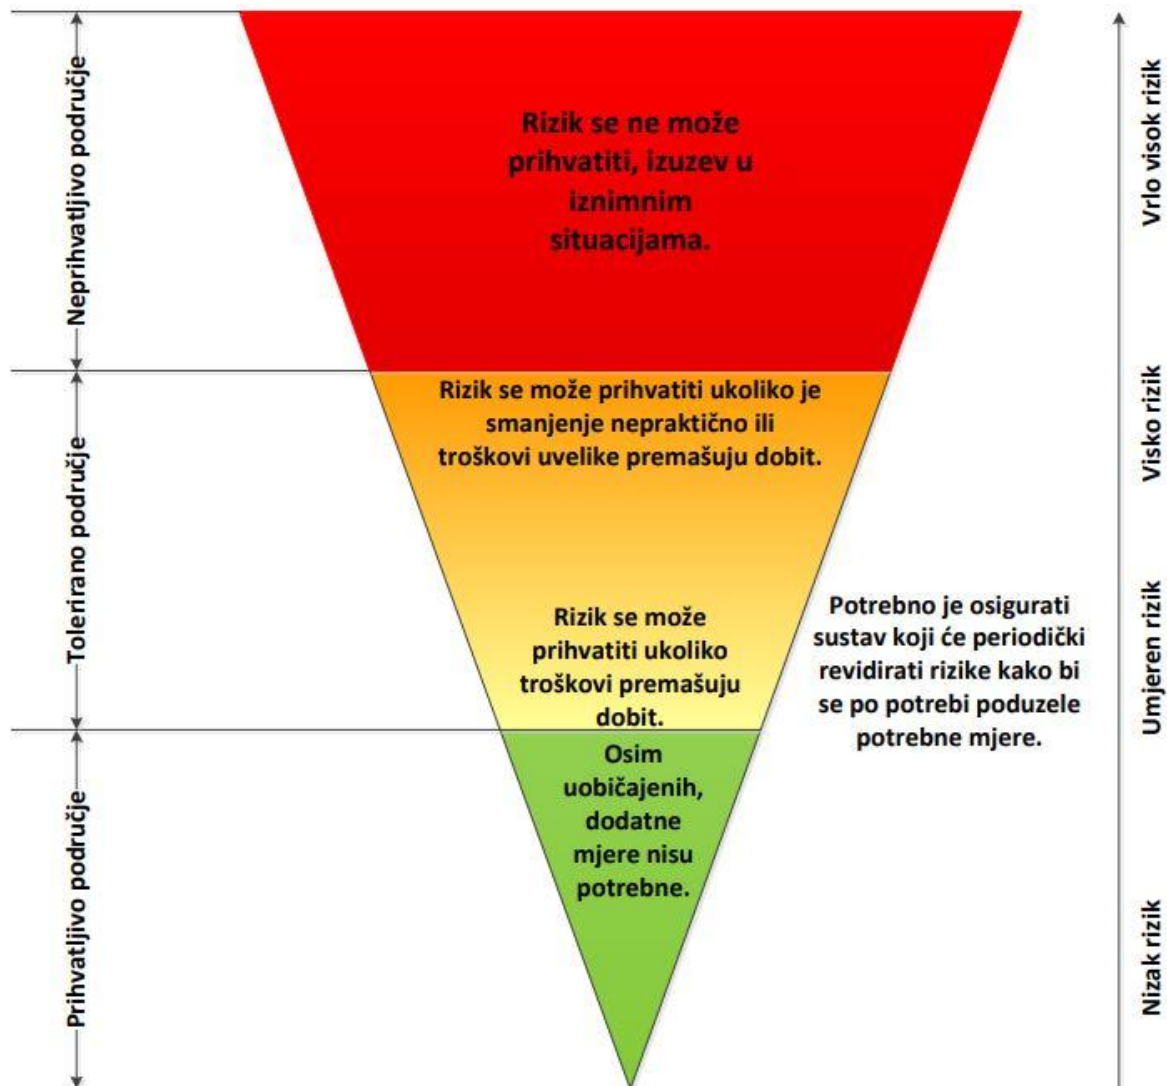 Neprihvatljivo područje
Rizik se ne može
prihvatiti, izuzev u
iznimnim
situacijama.
Vrlo visok rizik
Tolerirano područje
Rizik se može prihvatiti ukoliko je
smanjenje nepraktično ili
troškovi uvelike premašuju dobit.
Visko rizik
Rizik se može
prihvatiti ukoliko
troškovi premašuju
dobit.
Potrebno je osigurati
sustav koji će periodički
revidirati rizike kako bi
se po potrebi poduzele
potrebne mjere.
Umjeren rizik
Prihvatljivo područje
Osim
uobičajenih,
dodatne
mjere nisu
potrebne.
Nizak rizik